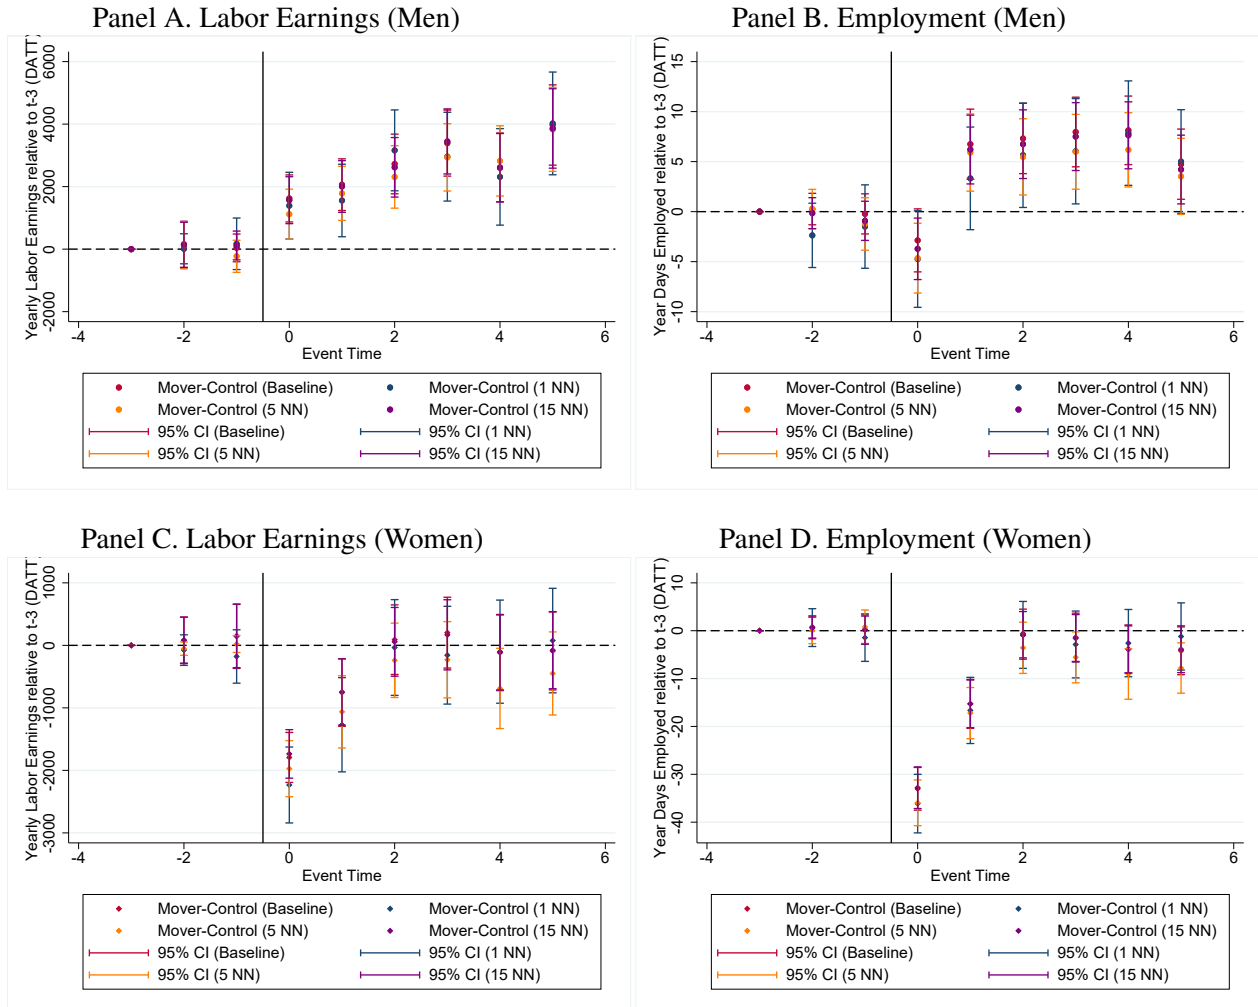 Panel A. Labor Earnings (Men)
Yearly Labor Earnings relative to t-3 (DATT)
6000
4000
2000
0
-2000
-4 -2 0 2 4 6
Event Time
Mover-Control (Baseline) Mover-Control (1 NN)
Mover-Control (5 NN) Mover-Control (15 NN)
95% CI (Baseline) 95% CI (1 NN)
95% CI (5 NN) 95% CI (15 NN)
Panel B. Employment (Men)
Year Days Employed relative to t-3 (DATT)
15
10
5
0
-5
-10
-4 -2 0 2 4 6
Event Time
Mover-Control (Baseline) Mover-Control (1 NN)
Mover-Control (5 NN) Mover-Control (15 NN)
95% CI (Baseline) 95% CI (1 NN)
95% CI (5 NN) 95% CI (15 NN)
Panel C. Labor Earnings (Women)
Yearly Labor Earnings relative to t-3 (DATT)
1000
0
-1000
-2000
-3000
-4 -2 0 2 4 6
Event Time
Mover-Control (Baseline) Mover-Control (1 NN)
Mover-Control (5 NN) Mover-Control (15 NN)
95% CI (Baseline) 95% CI (1 NN)
95% CI (5 NN) 95% CI (15 NN)
Panel D. Employment (Women)
Year Days Employed relative to t-3 (DATT)
10
0
-10
-20
-30
-40
-4 -2 0 2 4 6
Event Time
Mover-Control (Baseline) Mover-Control (1 NN)
Mover-Control (5 NN) Mover-Control (15 NN)
95% CI (Baseline) 95% CI (1 NN)
95% CI (5 NN) 95% CI (15 NN)